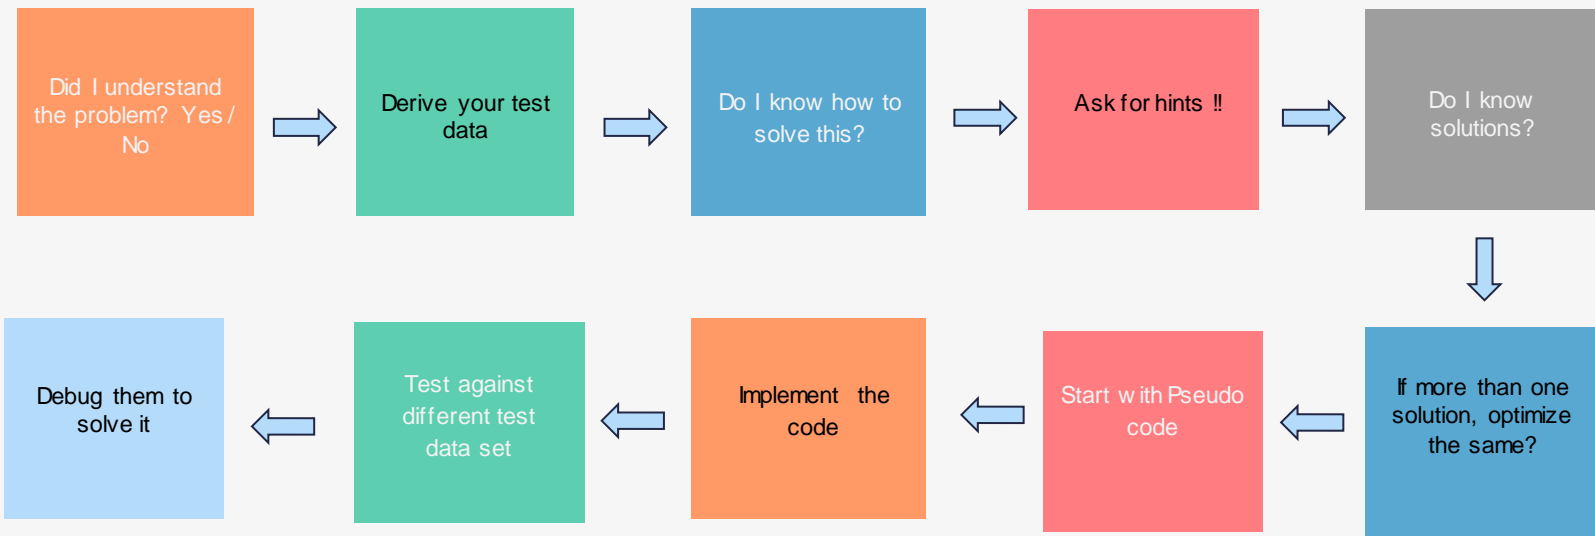 Did I understand
the problem? Yes /
No
Derive your test
data
Do I know how to
solve this?
Ask for hints !!
Do I know
solutions?
If more than one
solution, optimize
the same?
Start with Pseudo
code
Implement the
code
Test against
different test
data set
Debug them to
solve it